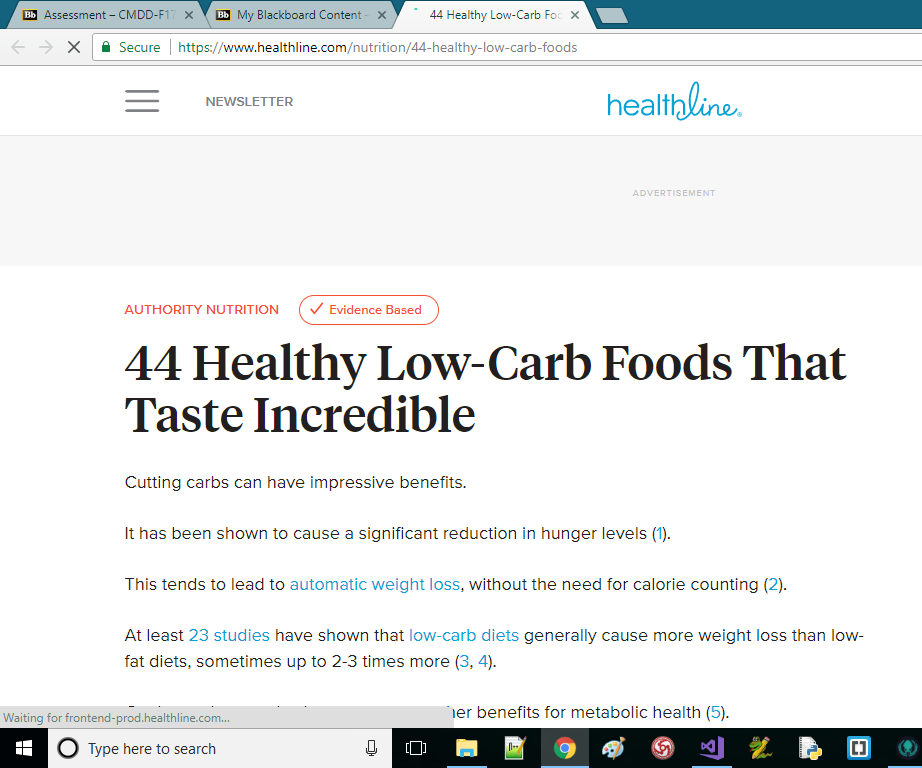 Assessment – CMDD-F17
My Blackboard Content -
44 Healthy Low-Carb Foo
Secure
https://www.healthline.com/nutrition/44-healthy-low-carb-foods
NEWSLETTER
healthline
ADVERTISEMENT
AUTHORITY NUTRITION
Evidence Based
44 Healthy Low-Carb Foods That
Taste Incredible
Cutting carbs can have impressive benefits.
It has been shown to cause a significant reduction in hunger levels (1).
This tends to lead to automatic weight loss, without the need for calorie counting (2).
At least 23 studies have shown that low-carb diets generally cause more weight loss than low-
fat diets, sometimes up to 2-3 times more (3, 4).
benefits for metabolic health (5).
Waiting for frontend-prod.healthline.com...
Type here to search